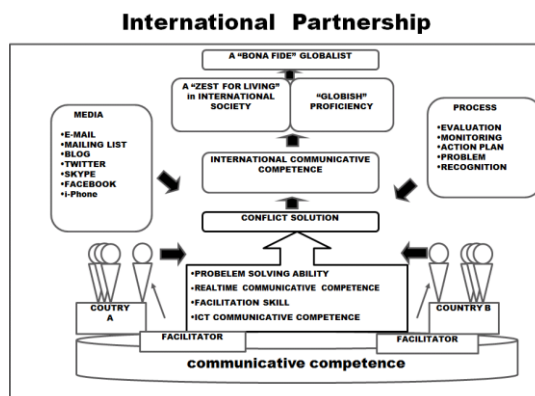 International Partnership
A "BONA FIDE" GLOBALIST
A "ZEST FOR LIVING"
in INTERNATIONAL
SOCIETY
"GLOBISH"
PROFICIENCY
MEDIA
•E-MAIL
•MAILING LIST
•BLOG
•TWITTER
•SKYPE
•FACEBOOK
•i-Phone
PROCESS
•EVALUATION
•MONITORING
•ACTION PLAN
•PROBLEM
•RECOGNITION
INTERNATIONAL COMMUNICATIVE
COMPETENCE
CONFLICT SOLUTION
•PROBELEM SOLVING ABILITY
•REALTIME COMMUNICATIVE COMPETENCE
•FACILITATION SKILL
•ICT COMMUNICATIVE COMPETENCE
COUTRY
A
COUNTRY B
FACILITATOR
FACILITATOR
communicative competence